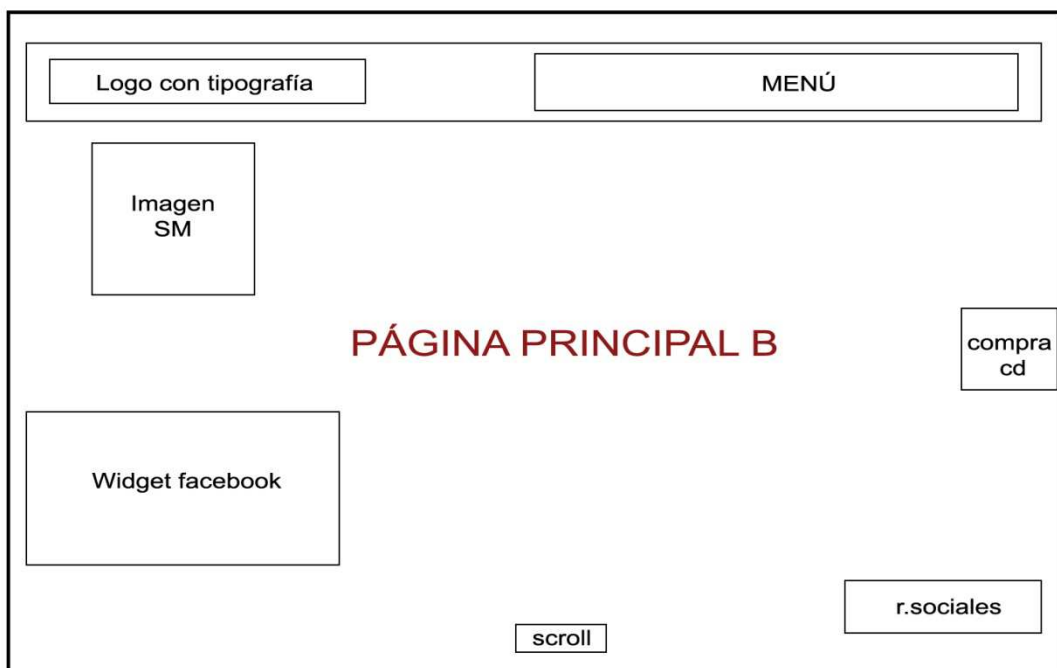 Logo con tipografía
MENÚ
Imagen
SM
PÁGINA PRINCIPAL B
compra
cd
Widget facebook
r.sociales
scroll